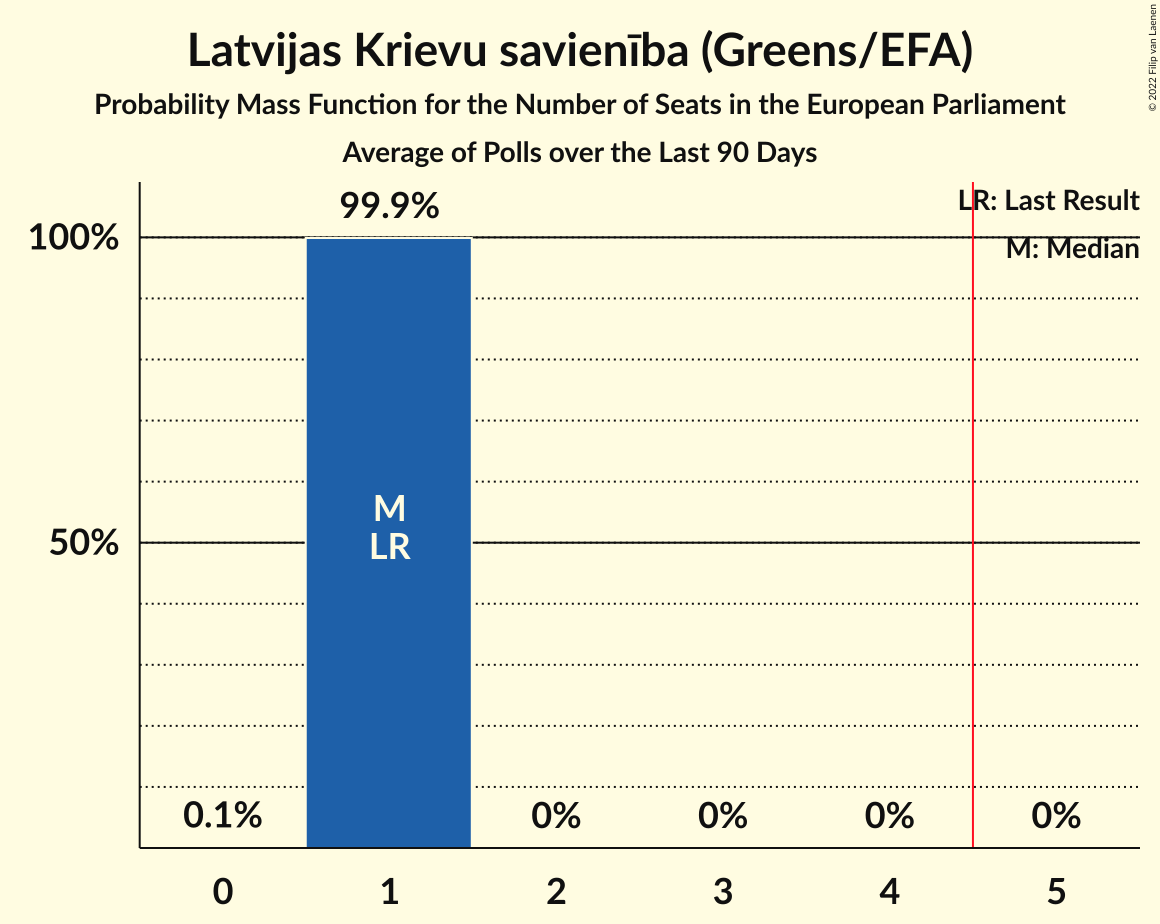 Latvijas Krievu savienība (Greens/EFA)
Probability Mass Function for the Number of Seats in the European Parliament
Average of Polls over the Last 90 Days
© 2022 Filip van Laenen
99.9%
LR: Last Result
100%
M: Median
M
50%
LR
0.1%
0%
0%
0%
0%
0
1
2
3
4
5